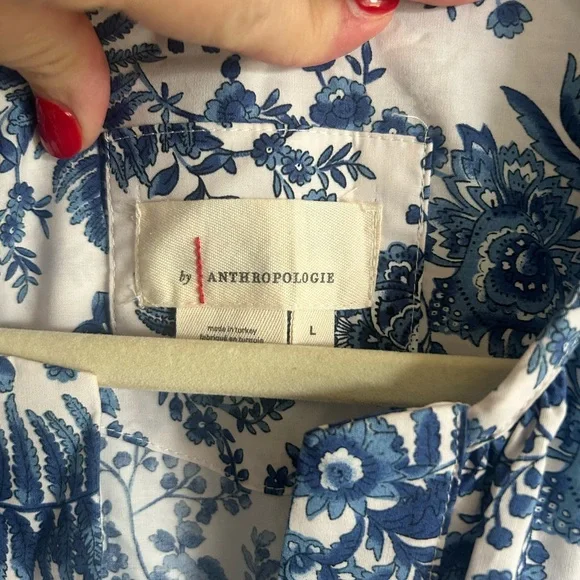 by ANTHROPOLOGIE
made in turkey
fabriqué en turquie
L